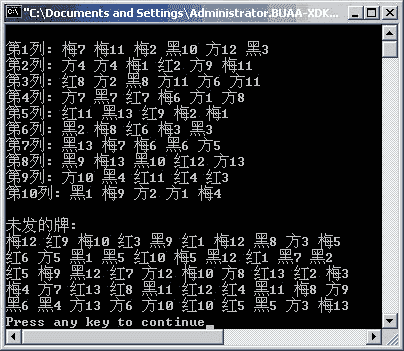 "C:\Documents and Settings\Administrator.BUAA-XDK...
第1列: 梅7 梅11 梅2 黑10 方12 黑3
第2列: 方4 方4 梅1 红2 方9 梅11
第3列: 红8 方2 黑8 方11 方6 方11
第4列: 方7 黑7 红7 梅6 方1 方8
第5列: 红11 黑13 红9 梅2 梅1
第6列: 黑2 梅8 红6 梅3 黑3
第7列: 黑13 梅7 梅6 黑6 方5
第8列: 黑9 梅13 黑10 红12 方13
第9列: 方10 黑4 红11 红4 红3
第10列: 黑1 梅9 方2 方1 梅4
未发的牌:
梅12 红9 梅10 红3 黑9 红1 梅12 黑8 方3 梅5
红6 方5 黑1 黑5 红10 梅5 黑12 红1 黑7 黑2
红5 梅9 黑12 红7 方12 梅10 方8 红13 红2 梅3
梅4 方7 红13 红8 黑11 红12 红4 黑11 梅8 方9
黑6 黑4 方13 方6 方10 红10 红5 黑5 方3 梅13
Press any key to continue